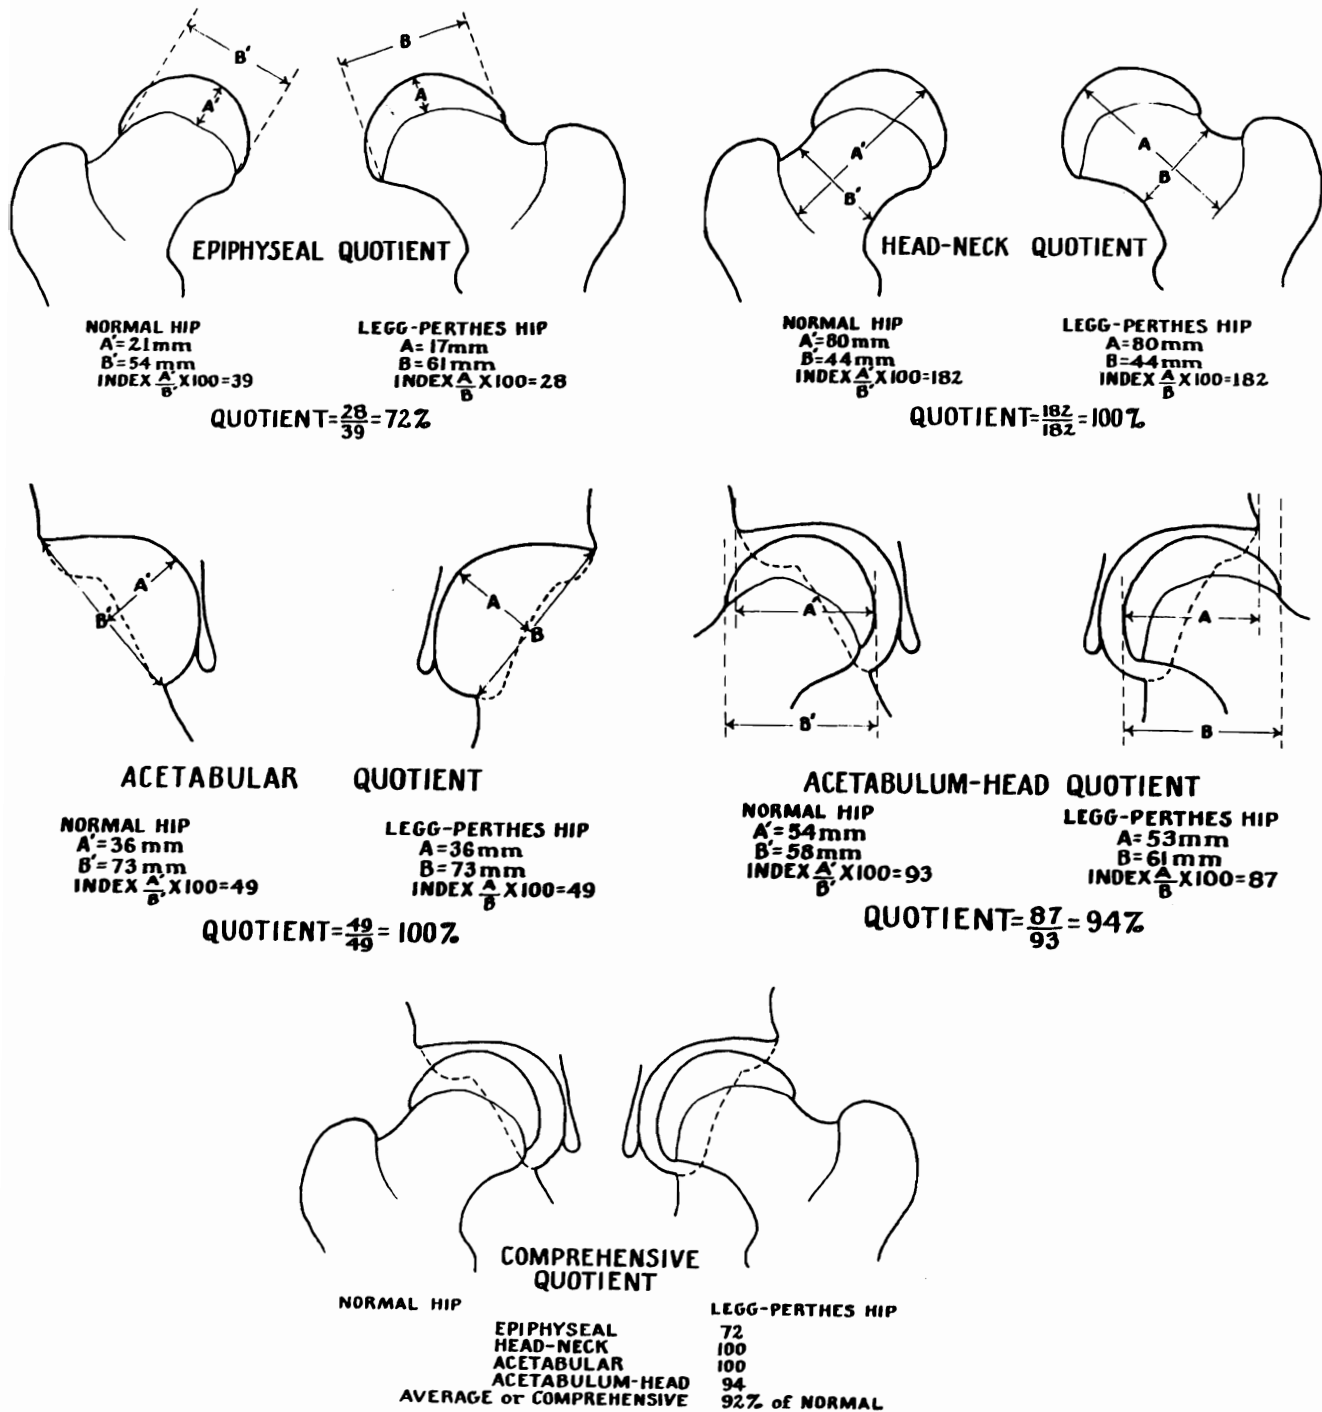 B'
A'
B
A
EPIPHYSEAL QUOTIENT
NORMAL HIP
A'=21mm
B'=54mm
INDEX A'/B' X100=39
LEGG-PERTHES HIP
A=17mm
B=61mm
INDEX A/B X100=28
QUOTIENT=28/39=72%
A'
B'
A
B
HEAD-NECK QUOTIENT
NORMAL HIP
A'=80mm
B'=44mm
INDEX A'/B' X100=182
LEGG-PERTHES HIP
A=80mm
B=44mm
INDEX A/B X100=182
QUOTIENT=182/182=100%
A'
B'
A
B
ACETABULAR QUOTIENT
NORMAL HIP
A'=36mm
B'=73mm
INDEX A'/B' X100=49
LEGG-PERTHES HIP
A=36mm
B=73mm
INDEX A/B X100=49
QUOTIENT=49/49=100%
A'
B'
A
B
ACETABULUM-HEAD QUOTIENT
NORMAL HIP
A'=54mm
B'=58mm
INDEX A'/B' X100=93
LEGG-PERTHES HIP
A=53mm
B=61mm
INDEX A/B X100=87
QUOTIENT=87/93=94%
COMPREHENSIVE
QUOTIENT
NORMAL HIP LEGG-PERTHES HIP
EPIPHYSEAL 72
HEAD-NECK 100
ACETABULAR 100
ACETABULUM-HEAD 94
AVERAGE or COMPREHENSIVE 92% of NORMAL